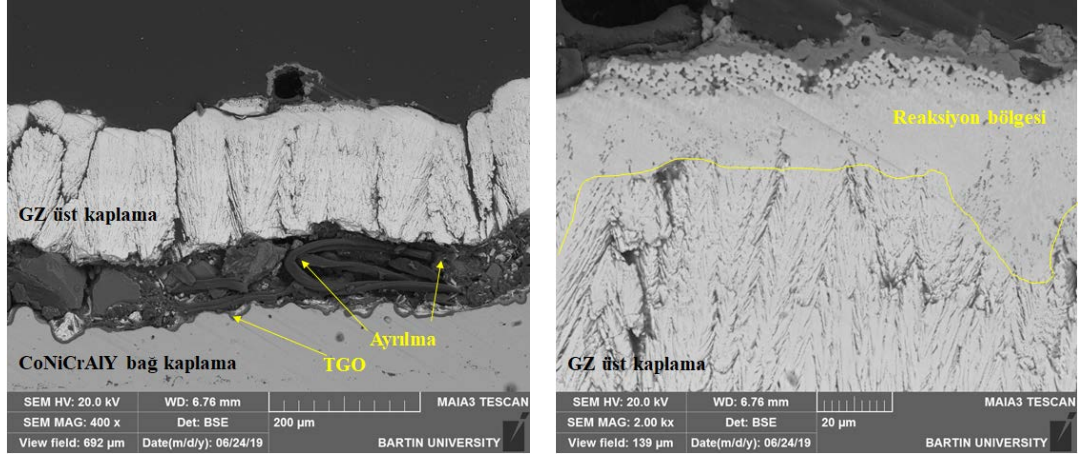 GZ üst kaplama
Ayrılma
CoNiCrAlY bağ kaplama
TGO
SEM HV: 20.0 kV
WD: 6.76 mm
MAIA3 TESCAN
SEM MAG: 400 x
Det: BSE
200 µm
View field: 692 µm
Date(m/d/y): 06/24/19
BARTIN UNIVERSITY
Reaksiyon bölgesi
GZ üst kaplama
SEM HV: 20.0 kV
WD: 6.76 mm
MAIA3 TESCAN
SEM MAG: 2.00 kx
Det: BSE
20 µm
View field: 139 µm
Date(m/d/y): 06/24/19
BARTIN UNIVERSITY